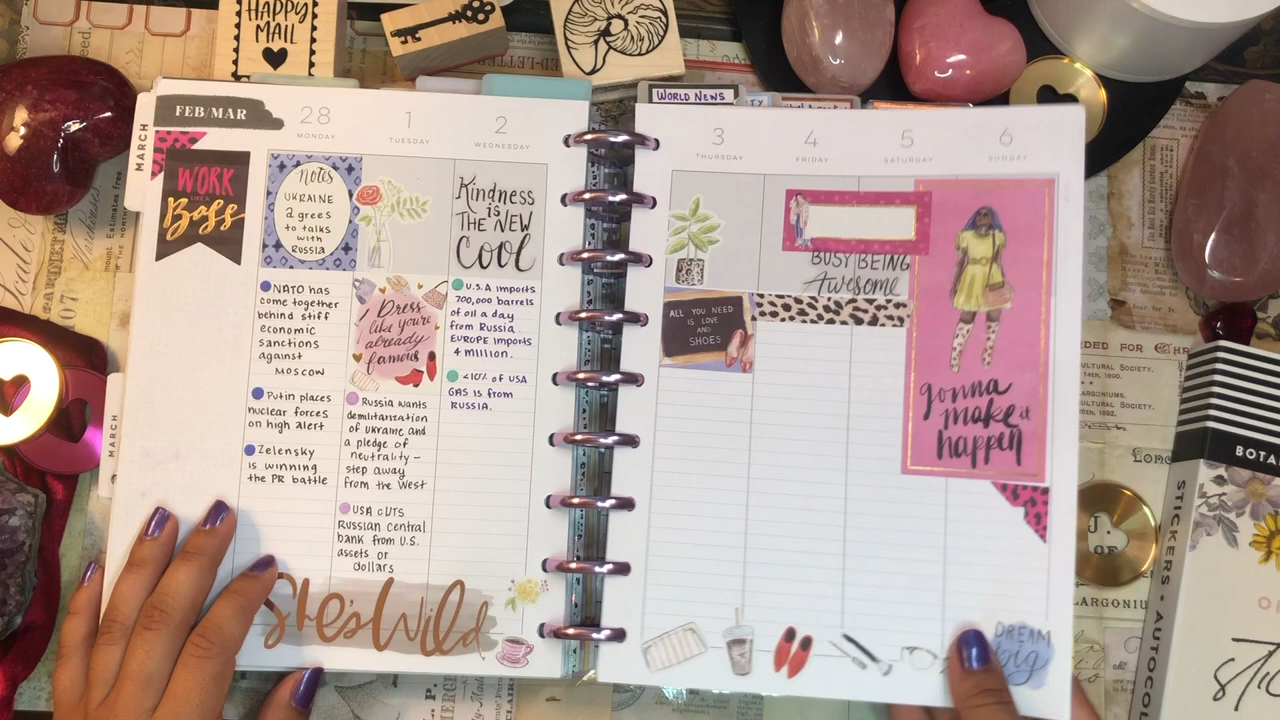 HAPPY
MAIL
FEB/MAR
MARCH
MARCH
28
MONDAY
1
TUESDAY
2
WEDNESDAY
WORK
LIKE A
Boss
Notes
UKRAINE
agrees
to talks
with
Russia
NATO has
come together
behind stiff
economic
sanctions
against
MOSCOW
Putin places
nuclear forces
on high alert
Zelensky
is winning
the PR battle
Dress
like you're
already
famous
Russia wants
demilitarization
of Ukraine and
a pledge of
neutrality-
step away
from the West
USA cuts
Russian central
bank from U.S.
assets or
dollars
Kindness
is
THE NEW
Cool
U.S.A imports
700,000 barrels
of oil a day
from Russia.
EUROPE imports
4 million.
<10% of USA
GAS is from
RUSSIA.
She's Wild
WORLD NEWS
3
THURSDAY
4
FRIDAY
5
SATURDAY
6
SUNDAY
ALL YOU NEED
IS LOVE
AND
SHOES
BUSY BEING
Awesome
gonna
make it
happen
DREAM
big
STICKERS • AUTOCOL
BOTA